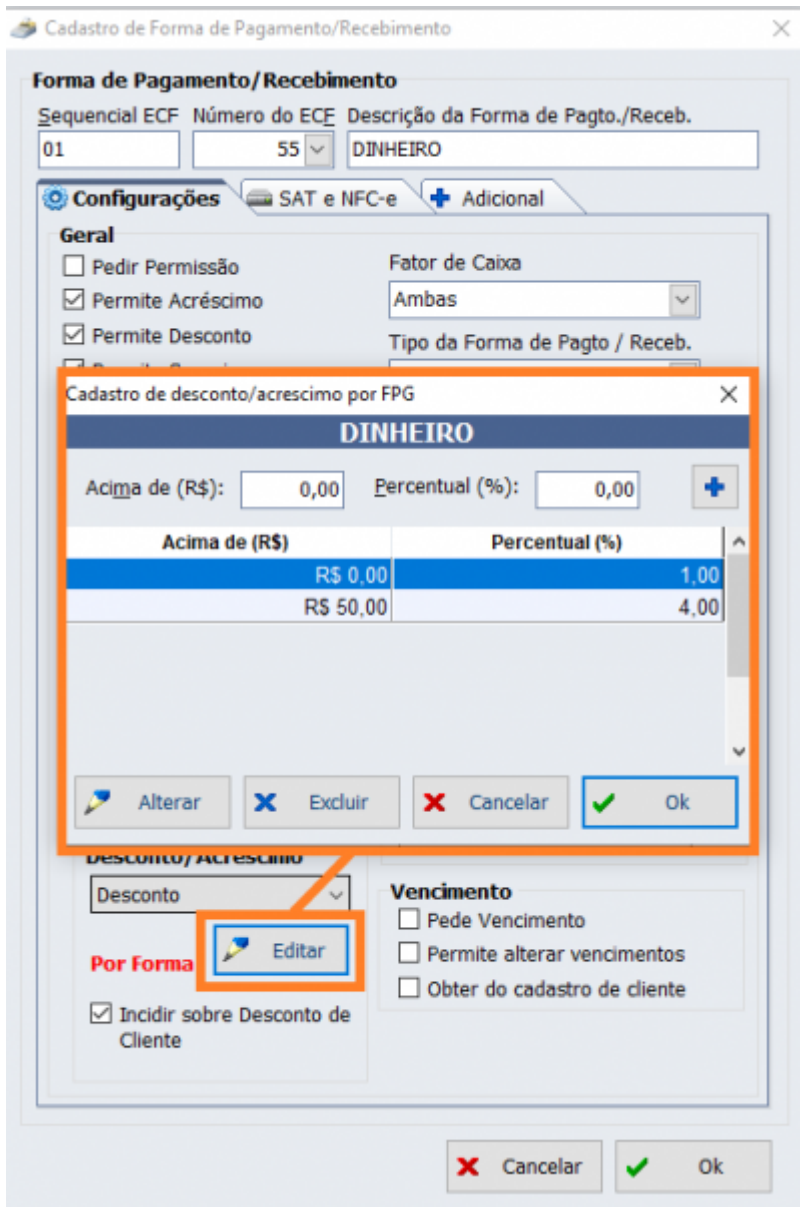 Cadastro de Forma de Pagamento/Recebimento
Forma de Pagamento/Recebimento
Sequencial ECF Número do ECF Descrição da Forma de Pagto./Receb.
01 55 DINHEIRO
Configurações SAT e NFC-e Adicional
Geral
Pedir Permissão Fator de Caixa
Permite Acréscimo Ambas
Permite Desconto Tipo da Forma de Pagto / Receb.
Cadastro de desconto/acrescimo por FPG
DINHEIRO
Acima de (R$): 0,00 Percentual (%): 0,00
Acima de (R$) Percentual (%)
R$ 0,00 1,00
R$ 50,00 4,00
Alterar Excluir Cancelar Ok
Desconto/Acréscimo
Desconto Vencimento
Pede Vencimento
Editar Permite alterar vencimentos
Por Forma
Obter do cadastro de cliente
Incidir sobre Desconto de
Cliente
Cancelar Ok